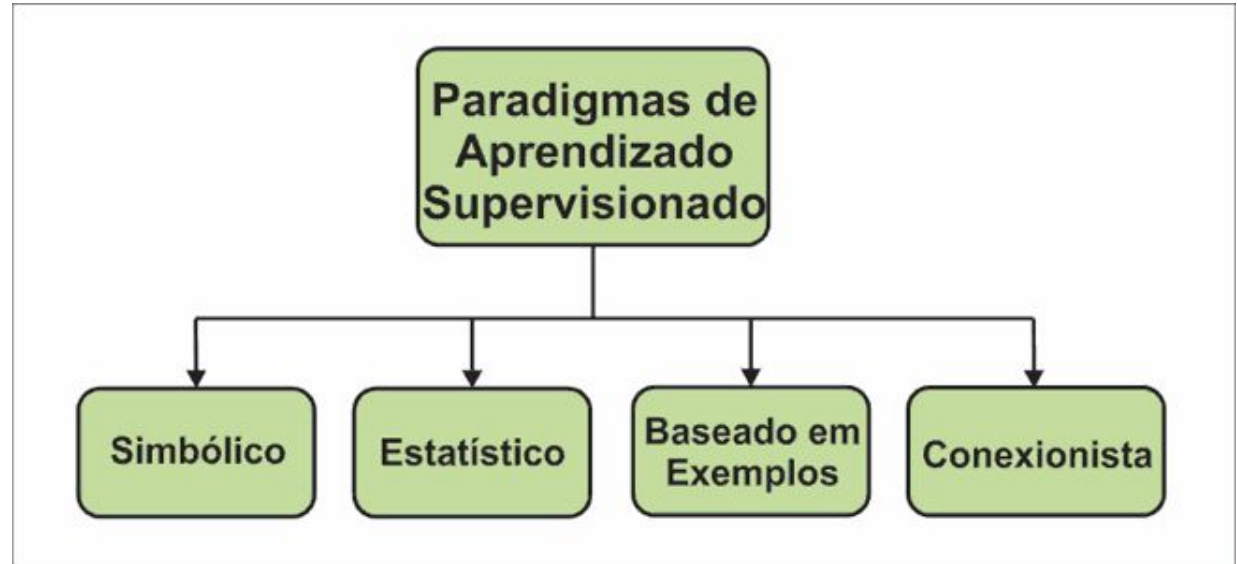 Paradigmas de
Aprendizado
Supervisionado
Simbólico
Estatístico
Baseado em
Exemplos
Conexionista